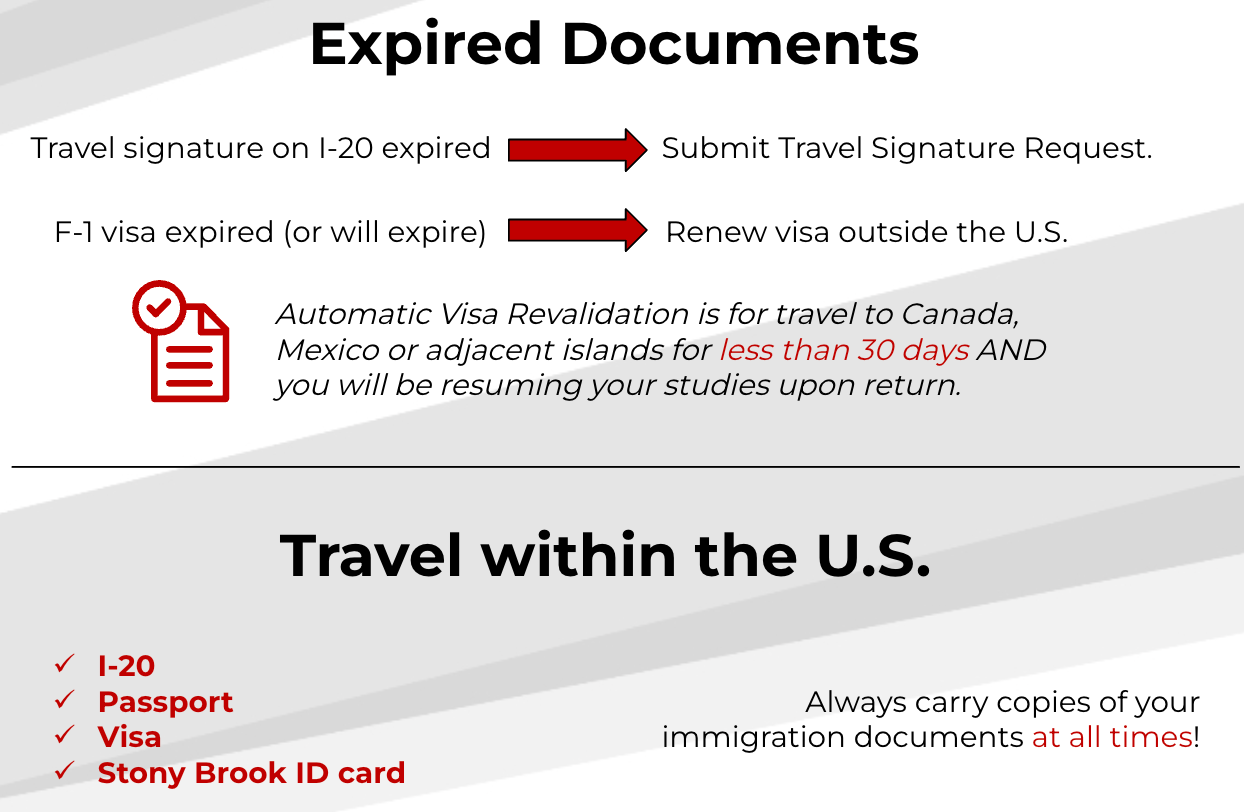 Expired Documents
Travel signature on I-20 expired
Submit Travel Signature Request.
F-1 visa expired (or will expire)
Renew visa outside the U.S.
Automatic Visa Revalidation is for travel to Canada,
Mexico or adjacent islands for less than 30 days AND
you will be resuming your studies upon return.
Travel within the U.S.
✓ I-20
✓ Passport
✓ Visa
✓ Stony Brook ID card
Always carry copies of your
immigration documents at all times!